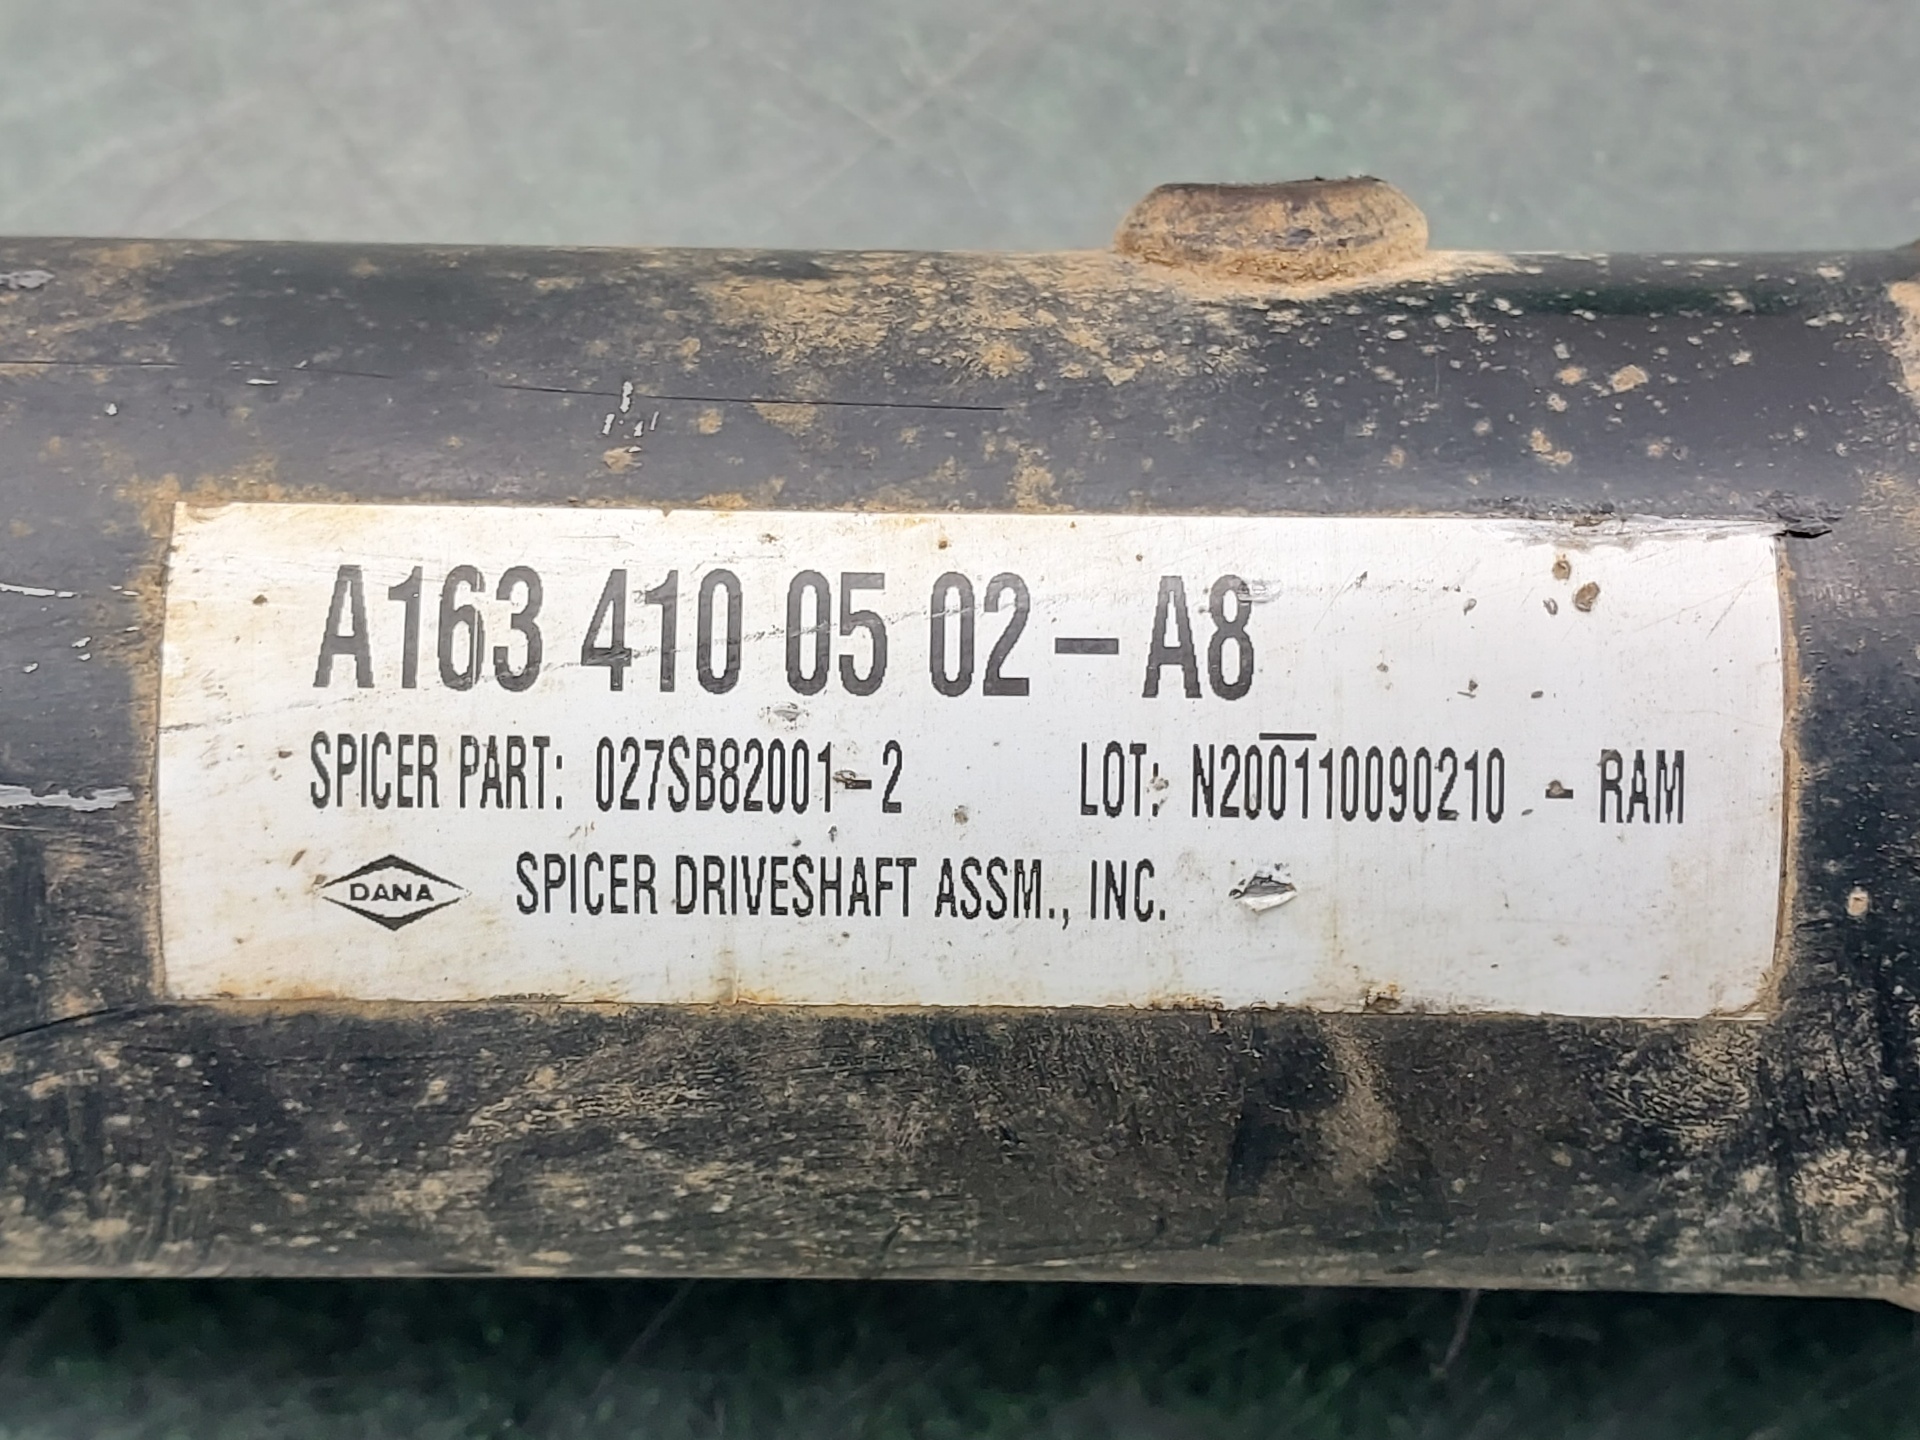 A163 410 05 02-A8
SPICER PART: 027SB82001-2 LOT: N200110090210 - RAM
DANA SPICER DRIVESHAFT ASSM., INC.